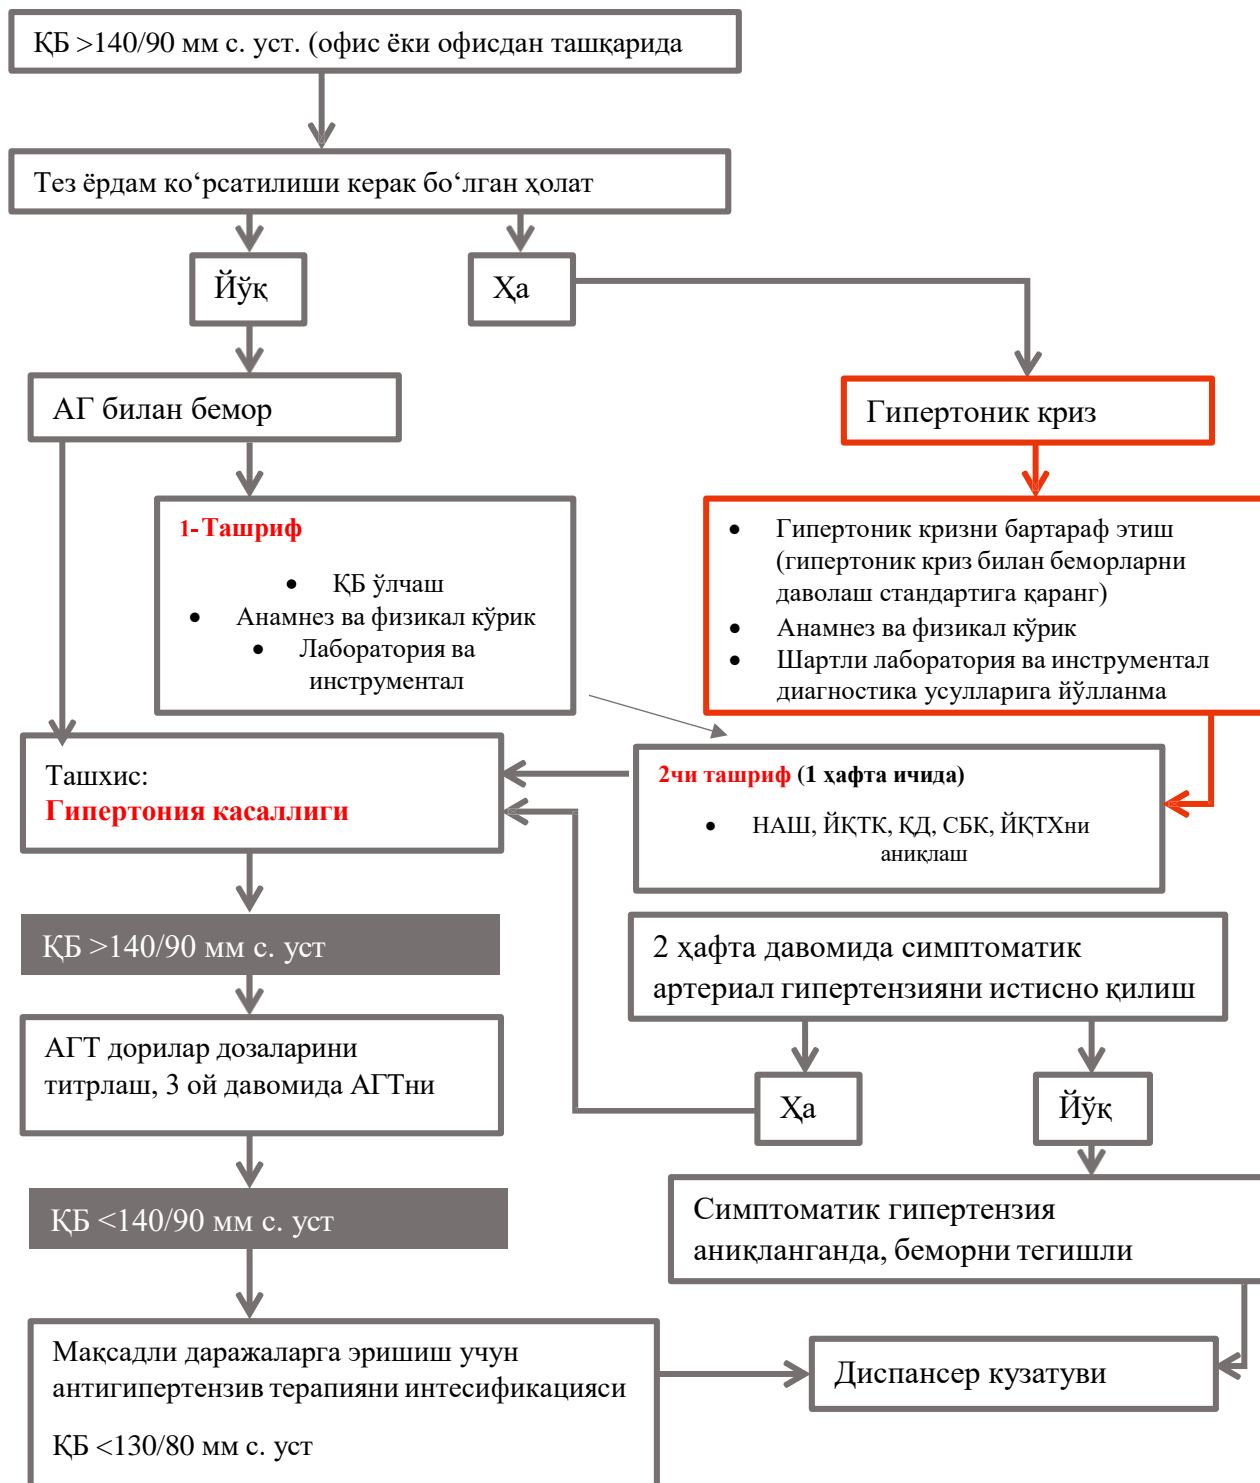 ҚБ >140/90 мм с. уст. (офис ёки офисдан ташқарида
Тез ёрдам ко‘рсатилиши керак бо‘лган ҳолат
Йўқ
Ҳа
АГ билан бемор
Гипертоник криз
1-Ташриф
• ҚБ ўлчаш
• Анамнез ва физикал кўрик
• Лаборатория ва
инструментал
• Гипертоник кризни бартараф этиш
(гипертоник криз билан беморларни
даволаш стандартига қаранг)
• Анамнез ва физикал кўрик
• Шартли лаборатория ва инструментал
диагностика усулларига йўлланма
Ташхис:
Гипертония касаллиги
2чи ташриф (1 ҳафта ичида)
• НАШ, ЙҚТК, ҚД, СБК, ЙҚТХни
аниқлаш
ҚБ >140/90 мм с. уст
2 ҳафта давомида симптоматик
артериал гипертензияни истисно қилиш
АГТ дорилар дозаларини
титрлаш, 3 ой давомида АГТни
Ҳа
Йўқ
ҚБ <140/90 мм с. уст
Симптоматик гипертензия
аниқланганда, беморни тегишли
Мақсадли даражаларга эришиш учун
антигипертензив терапияни интесификацияси
ҚБ <130/80 мм с. уст
Диспансер кузатуви